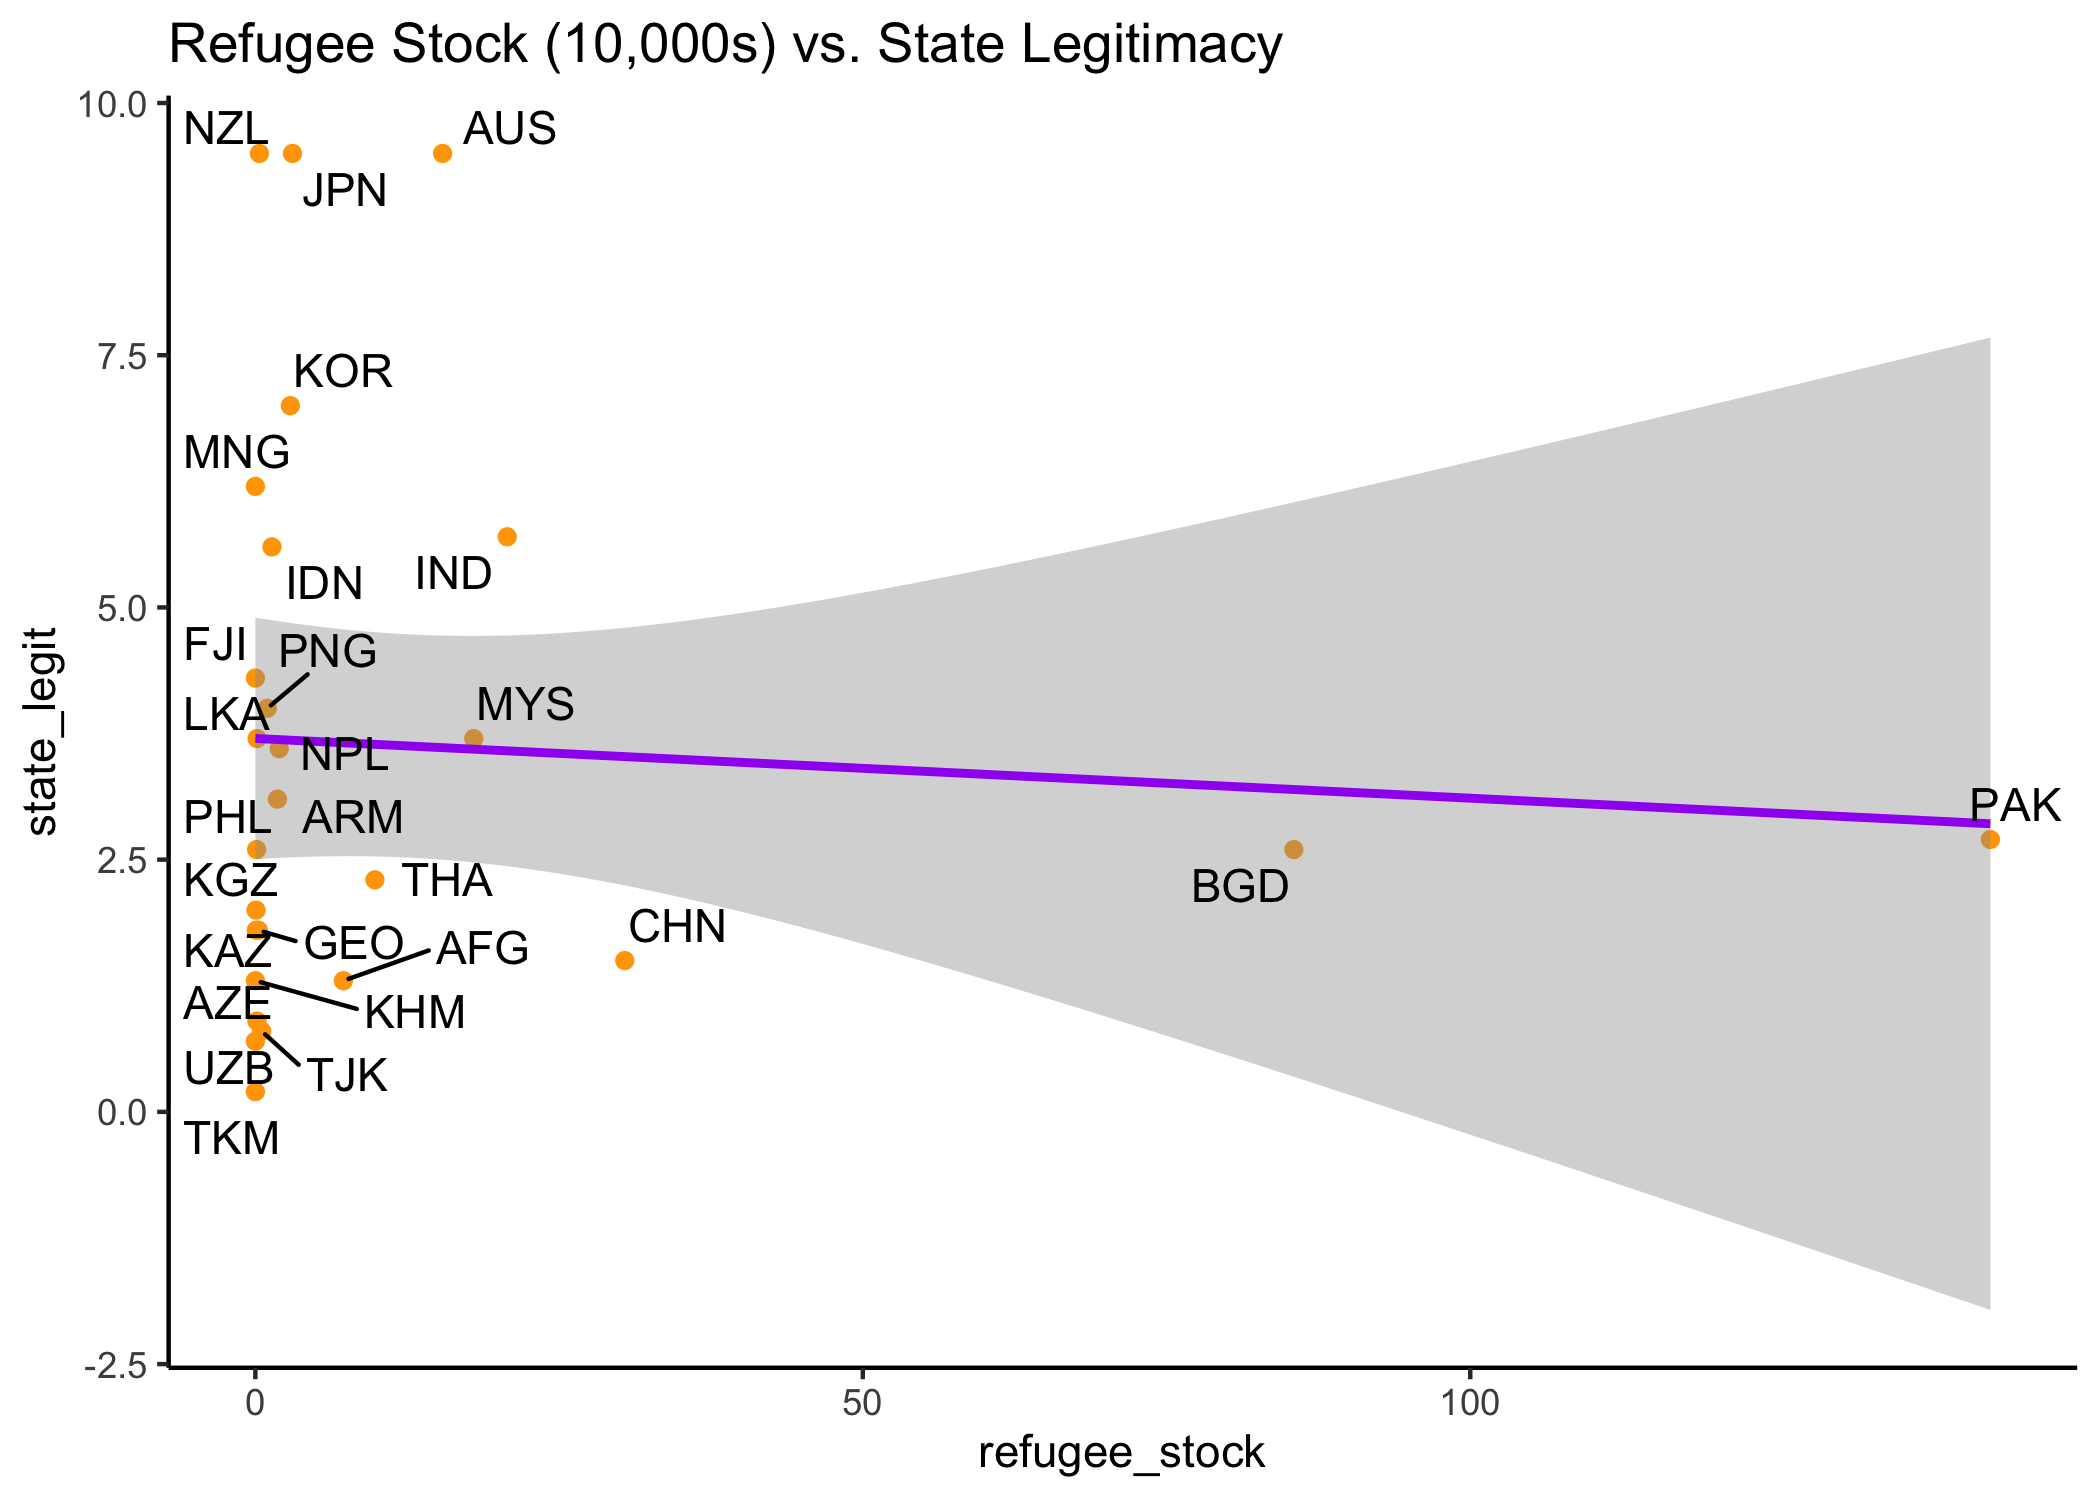 Refugee Stock (10,000s) vs. State Legitimacy
10.0
NZL
AUS
JPN
7.5
KOR
MNG
IND
IDN
5.0
FJI
PNG
MYS
LKA
NPL
PAK
PHL
ARM
2.5
KGZ
THA
BGD
CHN
GEO
AFG
KAZ
AZE
KHM
UZB
TJK
0.0
TKM
-2.5
0
50
100
state_legit
refugee_stock